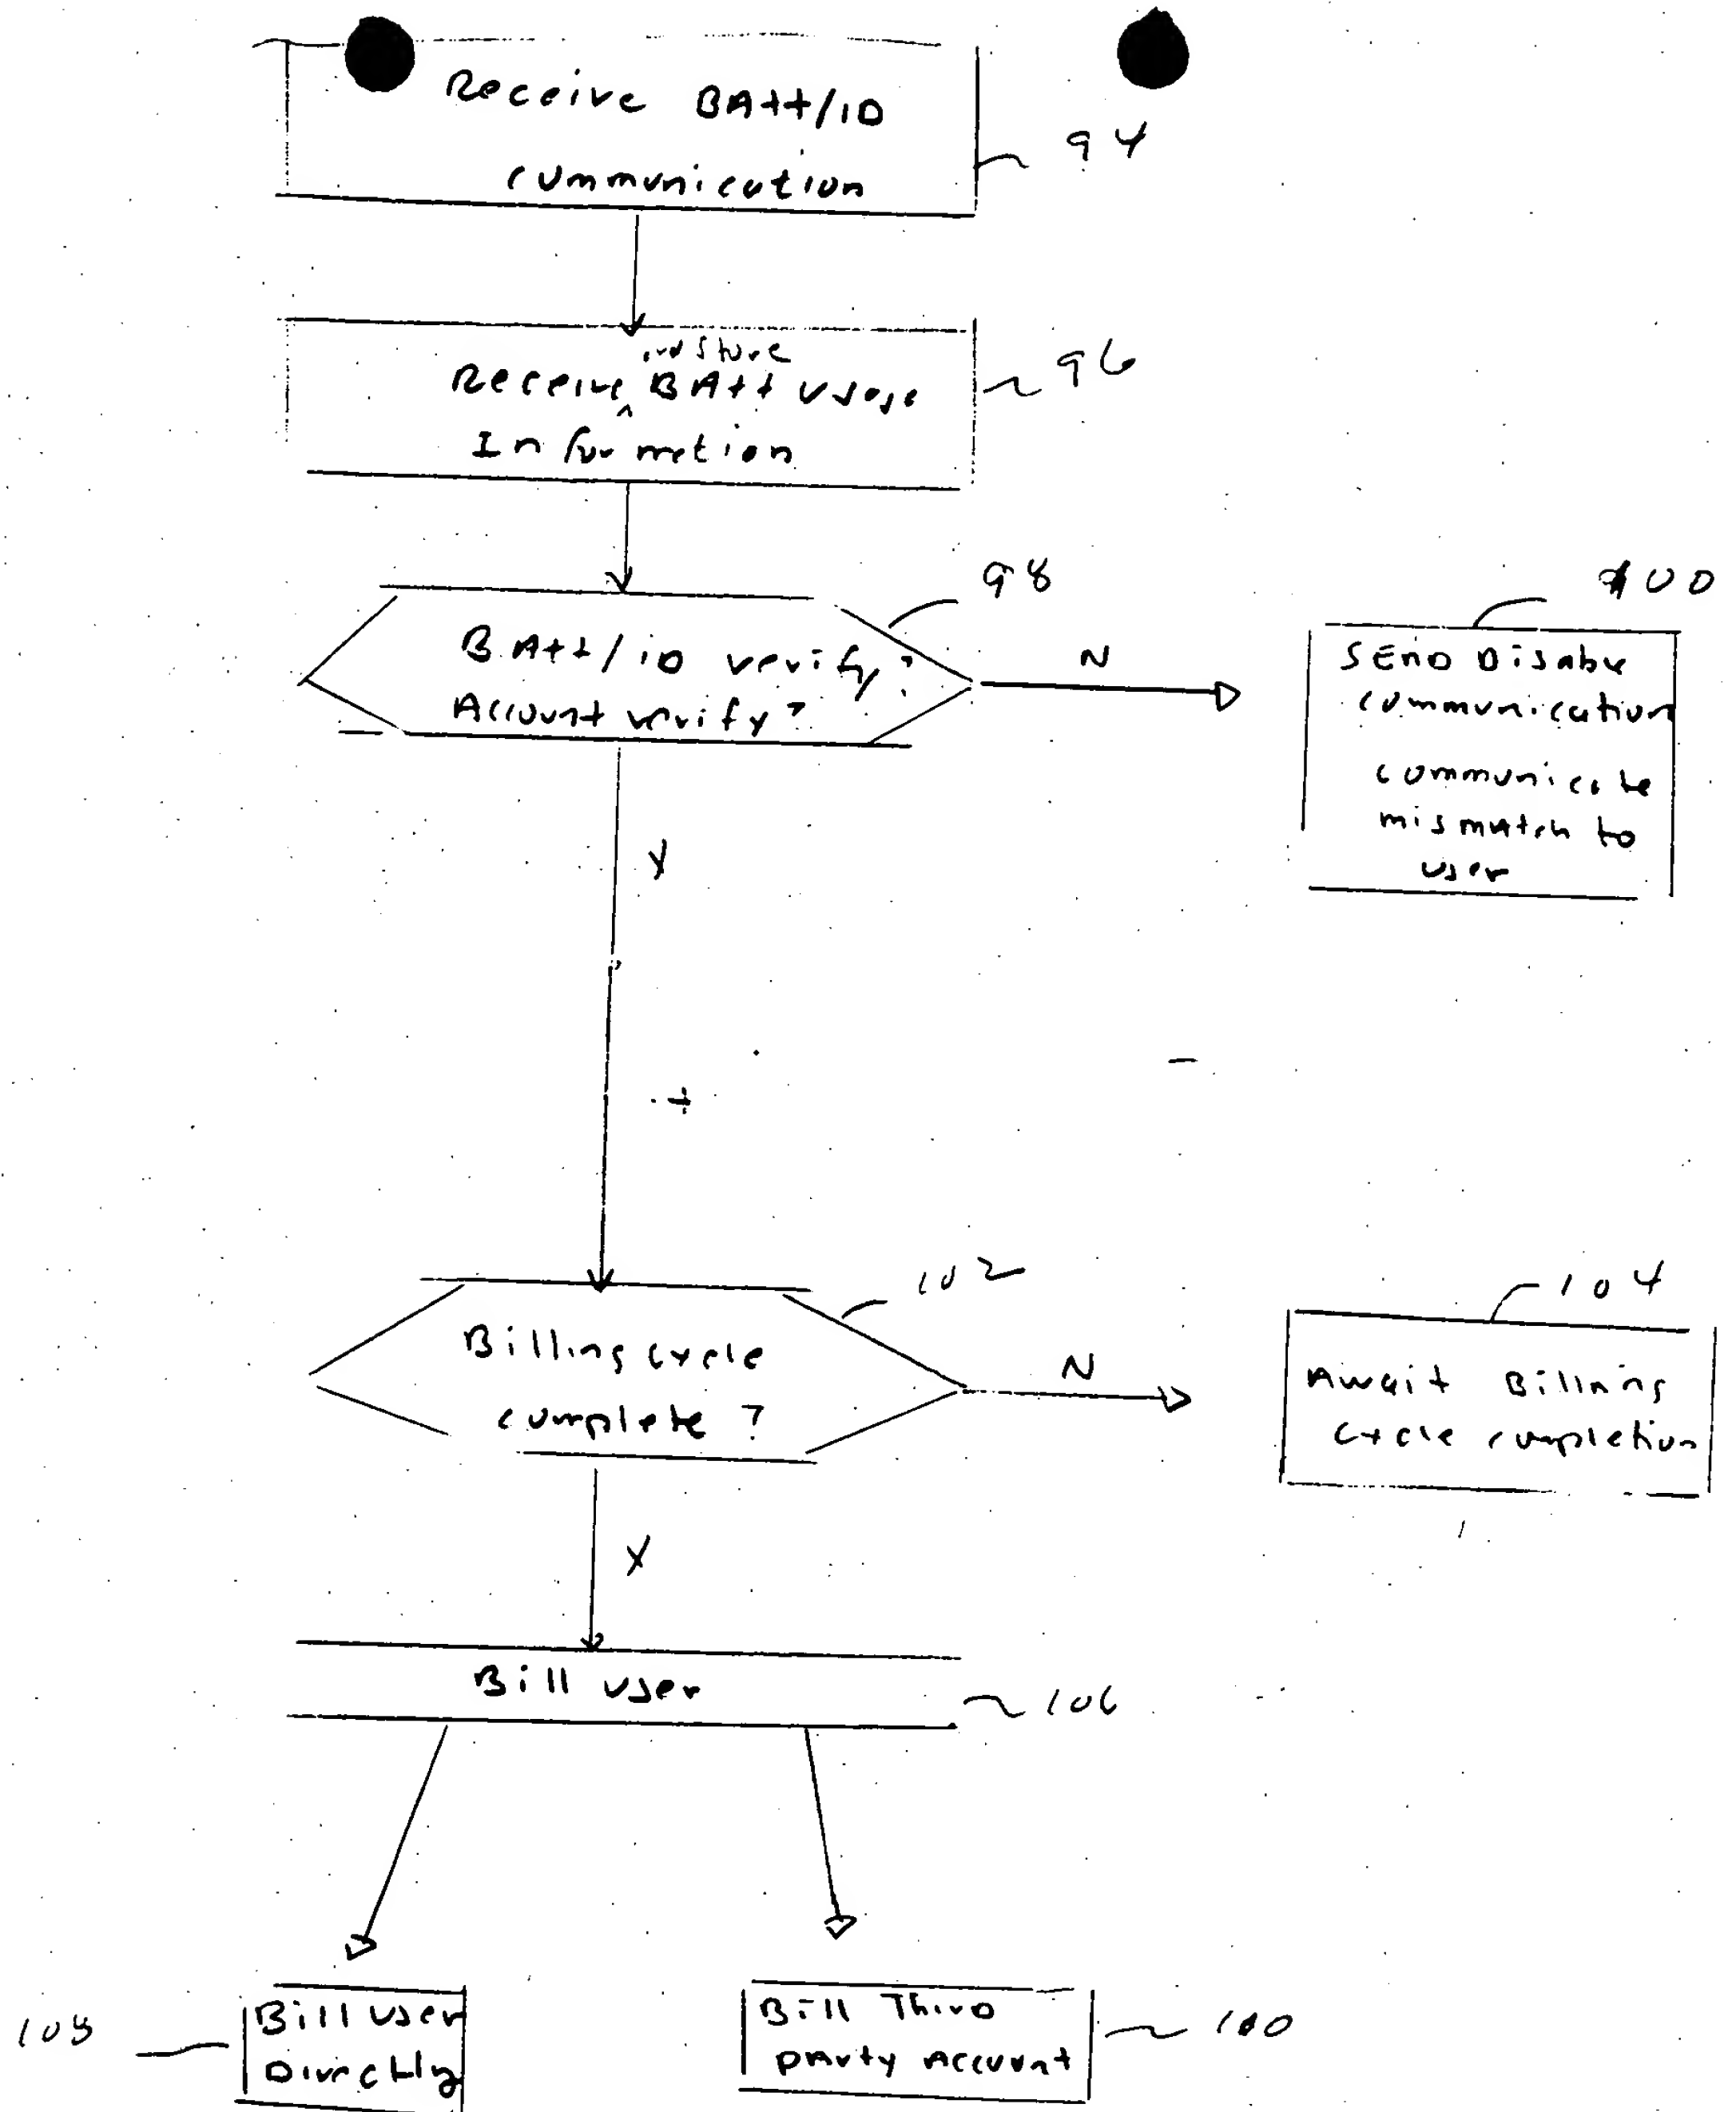 Receive BAtt/ID
communication
94
and store
Receive ^ BAtt usage
Information
96
98
BAtt/ID verify?
Account verify?
N
100
SEnd Disable
communication
communicate
mismatch to
user
Y
102
Billing cycle
complete ?
N
104
Await Billing
cycle completion
Y
Bill user
106
108
Bill user
Directly
Bill Third
party Account